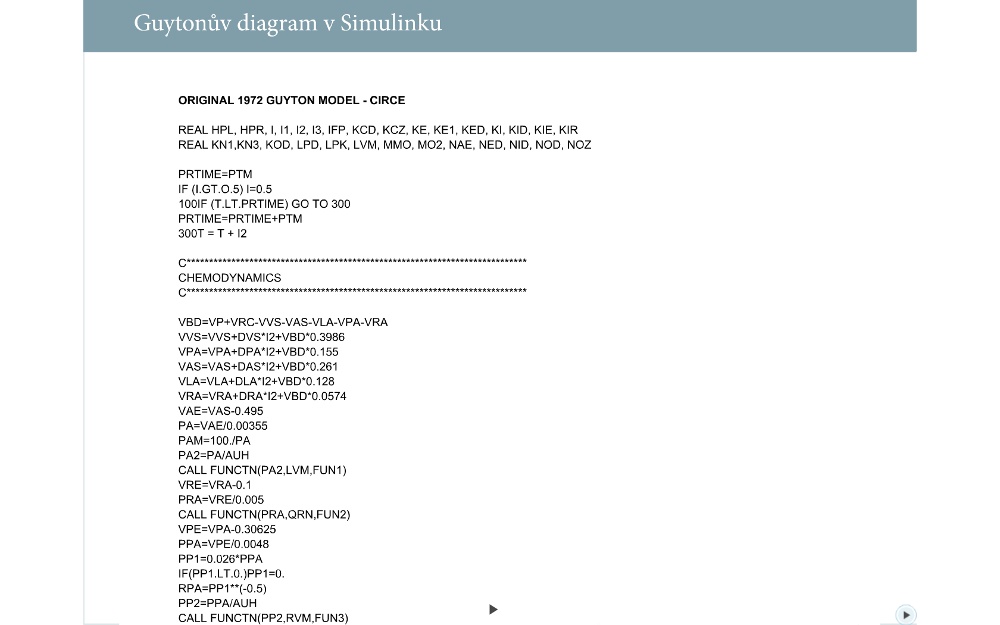 Guytonův diagram v Simulinku
ORIGINAL 1972 GUYTON MODEL - CIRCE
REAL HPL, HPR, I, I1, I2, I3, IFP, KCD, KCZ, KE, KE1, KED, KI, KID, KIE, KIR
REAL KN1,KN3, KOD, LPD, LPK, LVM, MMO, MO2, NAE, NED, NID, NOD, NOZ
PRTIME=PTM
IF (I.GT.O.5) I=0.5
100IF (T.LT.PRTIME) GO TO 300
PRTIME=PRTIME+PTM
300T = T + I2
C****************************************************************************
CHEMODYNAMICS
C****************************************************************************
VBD=VP+VRC-VVS-VAS-VLA-VPA-VRA
VVS=VVS+DVS*I2+VBD*0.3986
VPA=VPA+DPA*I2+VBD*0.155
VAS=VAS+DAS*I2+VBD*0.261
VLA=VLA+DLA*I2+VBD*0.128
VRA=VRA+DRA*I2+VBD*0.0574
VAE=VAS-0.495
PA=VAE/0.00355
PAM=100./PA
PA2=PA/AUH
CALL FUNCTN(PA2,LVM,FUN1)
VRE=VRA-0.1
PRA=VRE/0.005
CALL FUNCTN(PRA,QRN,FUN2)
VPE=VPA-0.30625
PPA=VPE/0.0048
PP1=0.026*PPA
IF(PP1.LT.0.)PP1=0.
RPA=PP1**(-0.5)
PP2=PPA/AUH
CALL FUNCTN(PP2,RVM,FUN3)